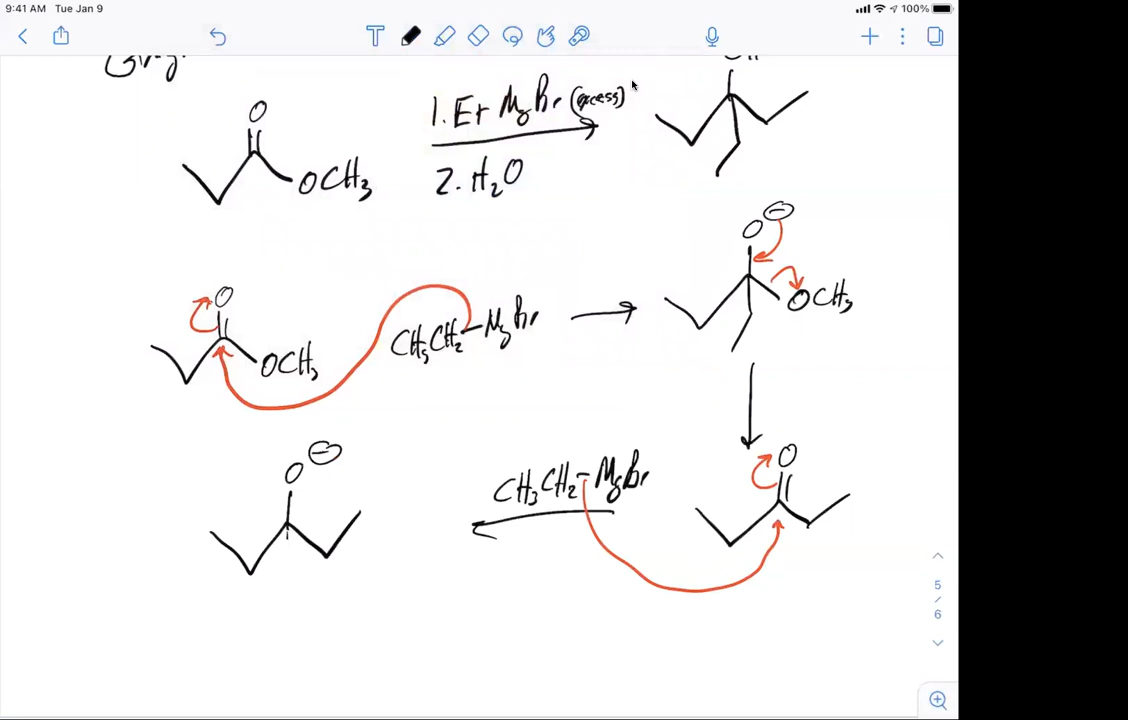 9:41 AM Tue Jan 9
100%
O
OCH3
1. Et MgBr (excess)
2. H2O
O
OCH3
CH3CH2-MgBr
O ⊖
OCH3
O
CH3CH2-MgBr
O ⊖
5
/
6